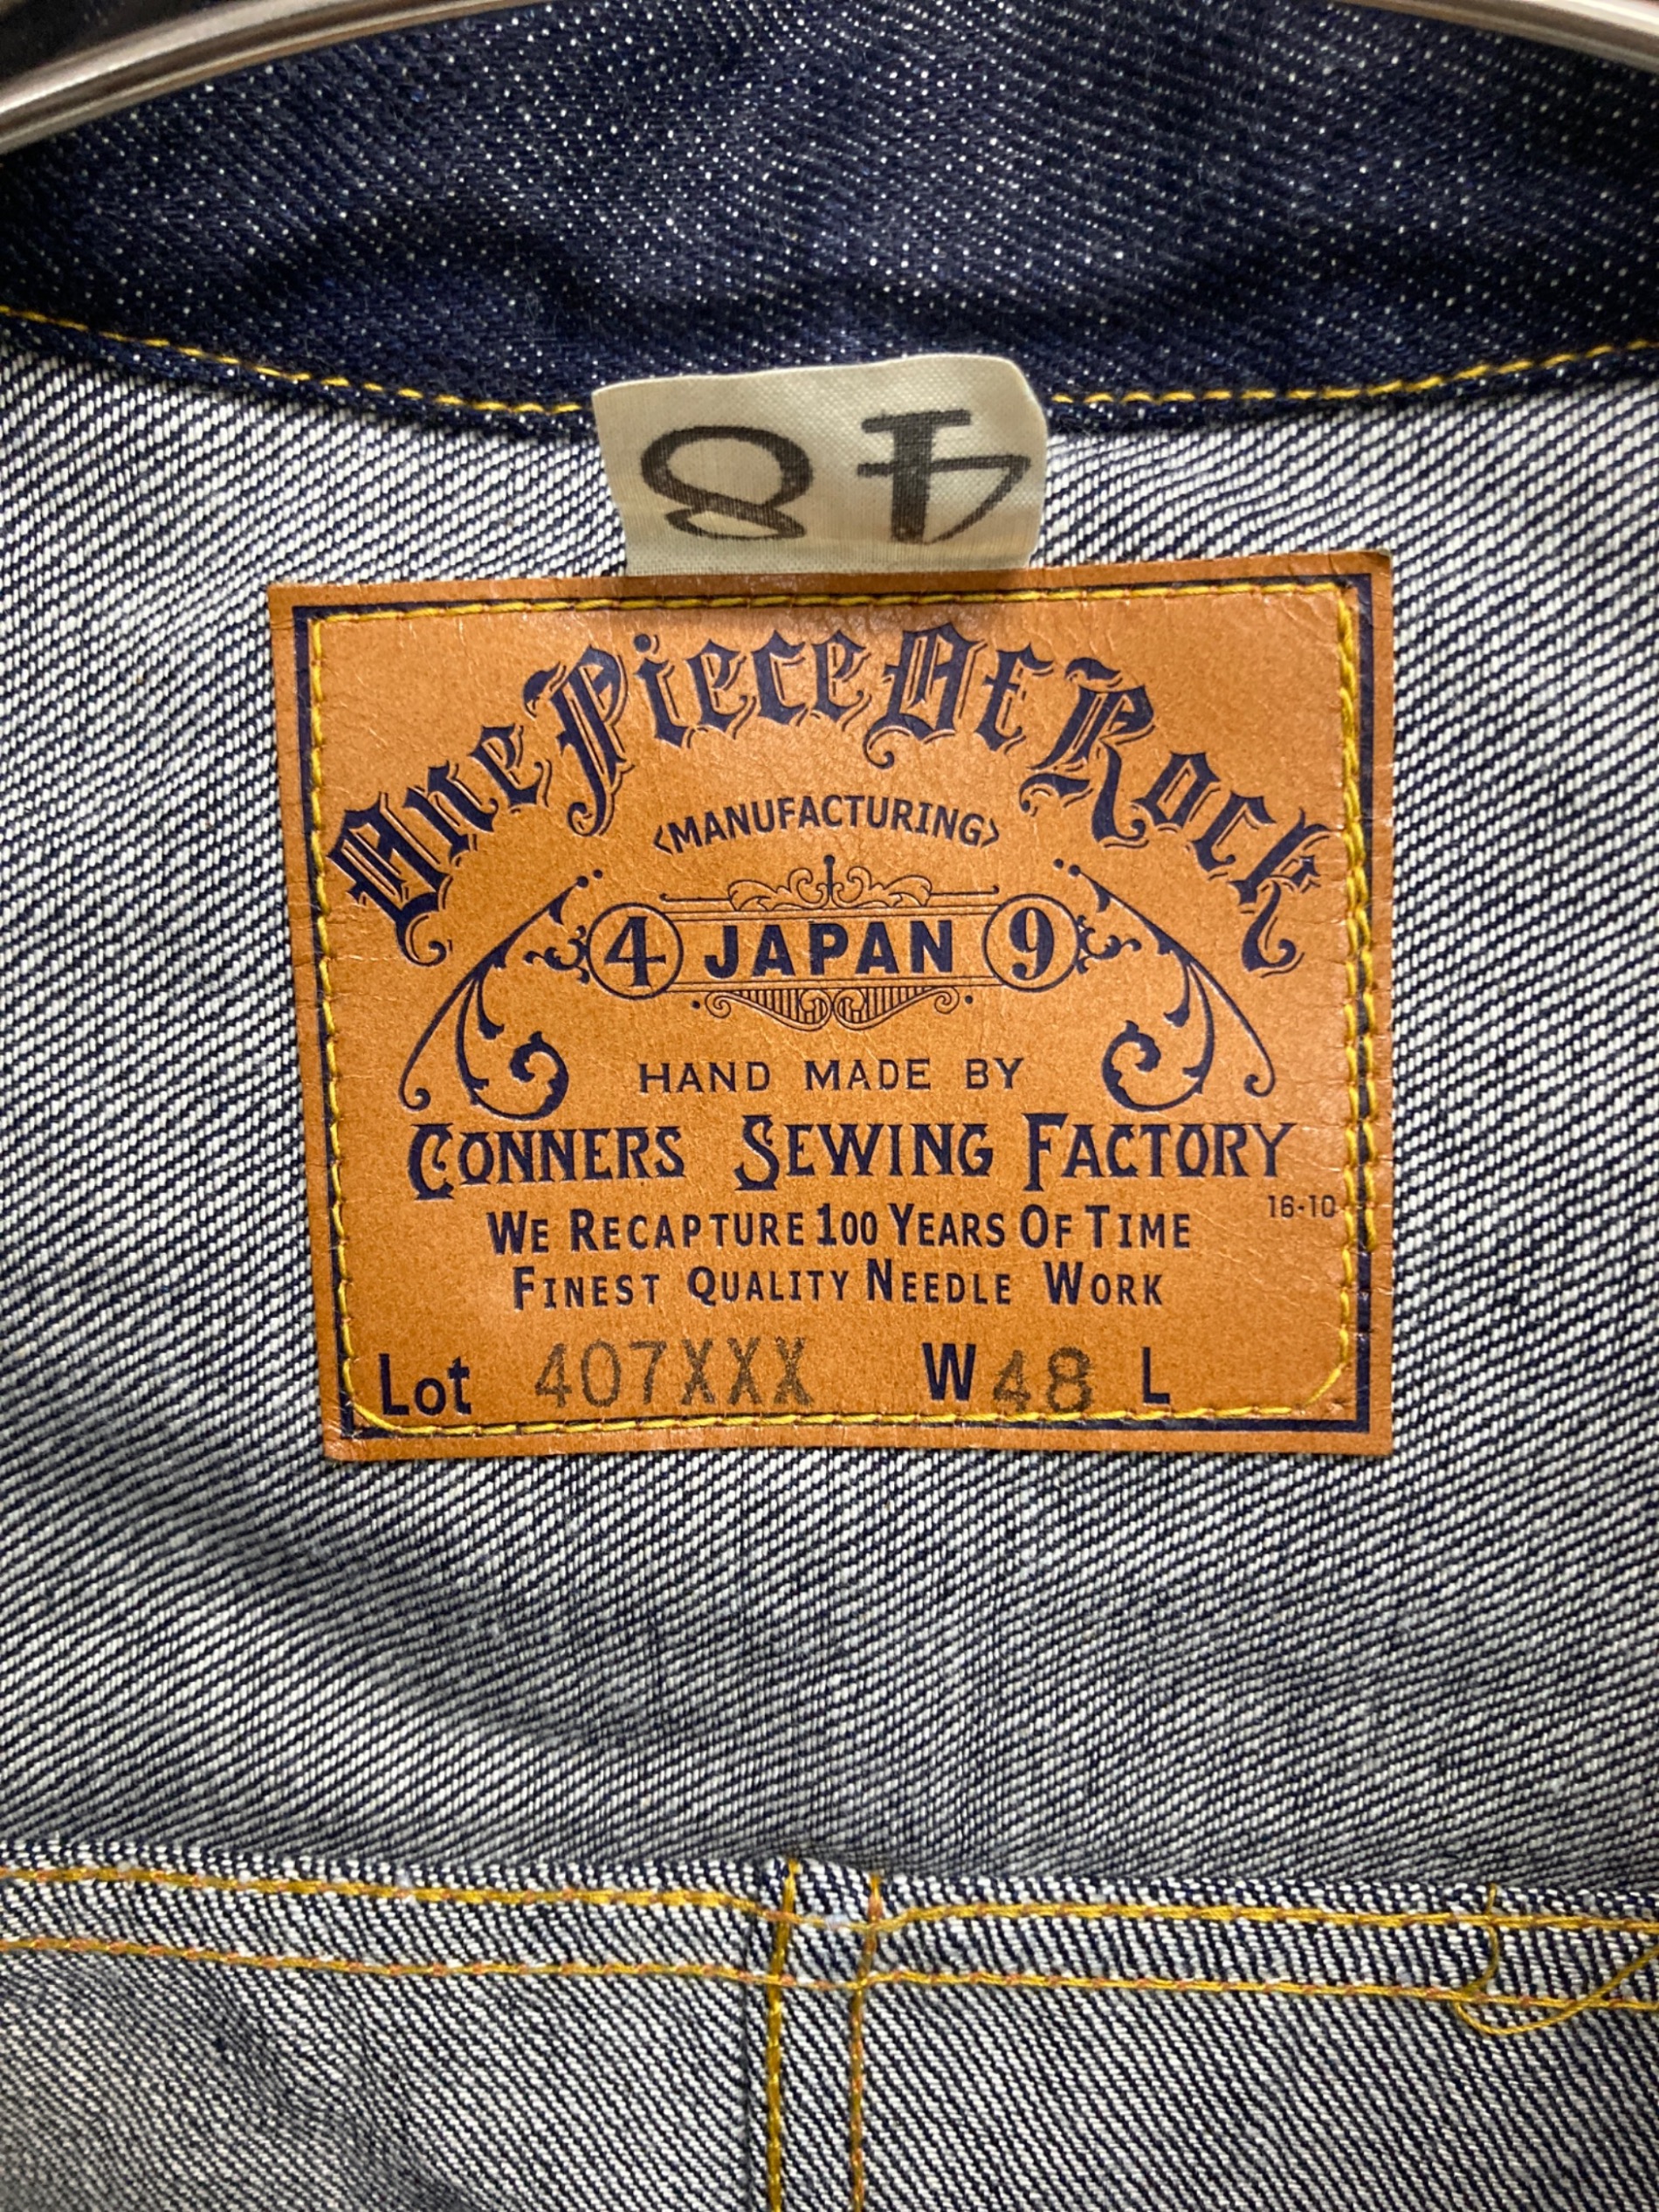 48
One Piece Of Rock
<MANUFACTURING>
4 JAPAN 9
HAND MADE BY
CONNERS SEWING FACTORY
16-10
WE RECAPTURE 100 YEARS OF TIME
FINEST QUALITY NEEDLE WORK
Lot 407XXX W 48 L